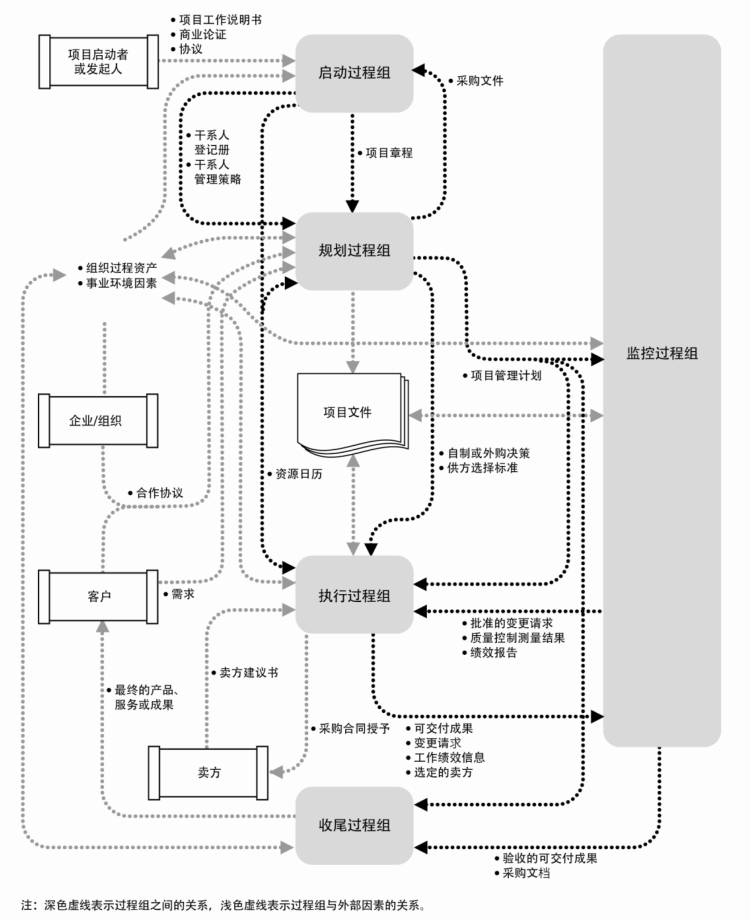 • 项目工作说明书
• 商业论证
• 协议
项目启动者
或发起人
启动过程组
• 采购文件
• 干系人
登记册
• 干系人
管理策略
• 项目章程
规划过程组
• 组织过程资产
• 事业环境因素
监控过程组
• 项目管理计划
企业/组织
项目文件
• 自制或外购决策
• 供方选择标准
• 资源日历
• 合作协议
客户
• 需求
执行过程组
• 批准的变更请求
• 质量控制测量结果
• 绩效报告
• 卖方建议书
• 最终的产品、
服务或成果
• 采购合同授予
• 可交付成果
• 变更请求
• 工作绩效信息
• 选定的卖方
卖方
收尾过程组
• 验收的可交付成果
• 采购文档
注：深色虚线表示过程组之间的关系，浅色虚线表示过程组与外部因素的关系。